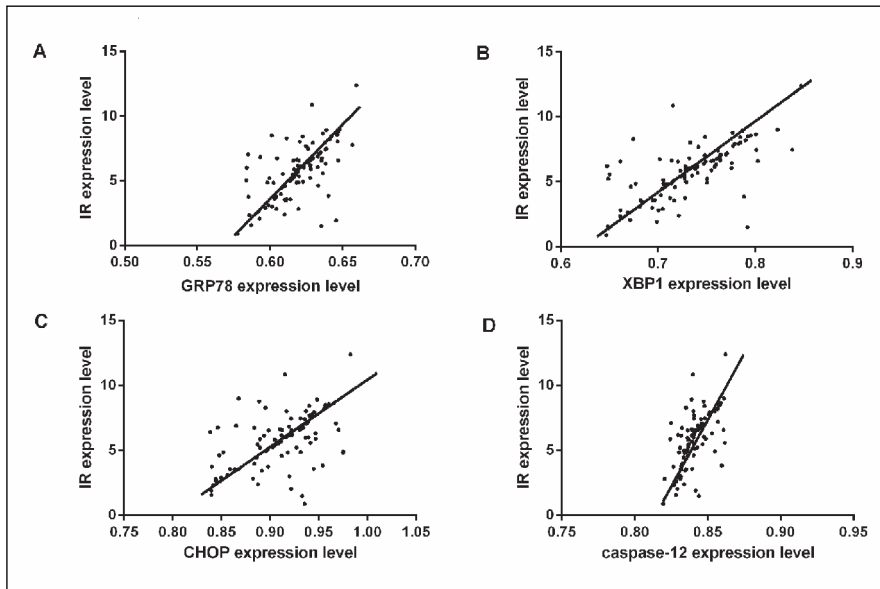 A
IR expression level
15
10
5
0
0.50 0.55 0.60 0.65 0.70
GRP78 expression level
B
IR expression level
15
10
5
0
0.6 0.7 0.8 0.9
XBP1 expression level
C
IR expression level
15
10
5
0
0.75 0.80 0.85 0.90 0.95 1.00 1.05
CHOP expression level
D
IR expression level
15
10
5
0
0.75 0.80 0.85 0.90 0.95
caspase-12 expression level